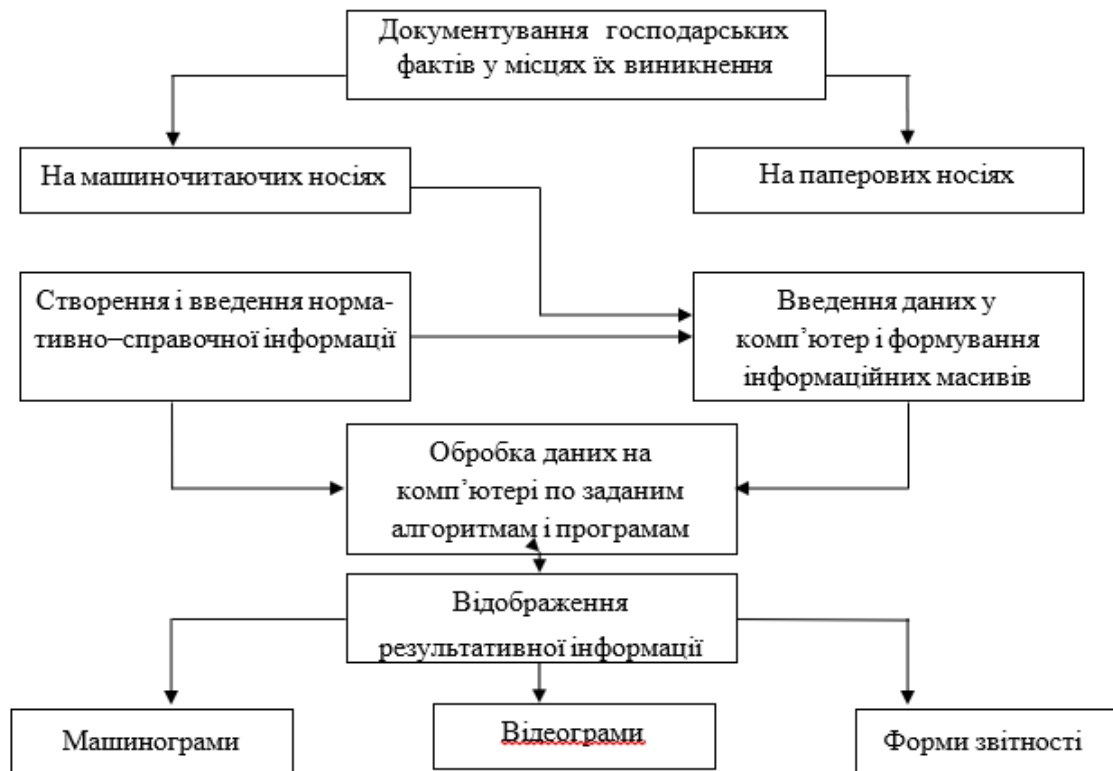 Документування господарських
фактів у місцях їх виникнення
На машиночитаючих носіях
На паперових носіях
Створення і введення норма-
тивно–справочної інформації
Введення даних у
комп’ютер і формування
інформаційних масивів
Обробка даних на
комп’ютері по заданим
алгоритмам і програмам
Відображення
результативної інформації
Машинограми
Відеограми
Форми звітності